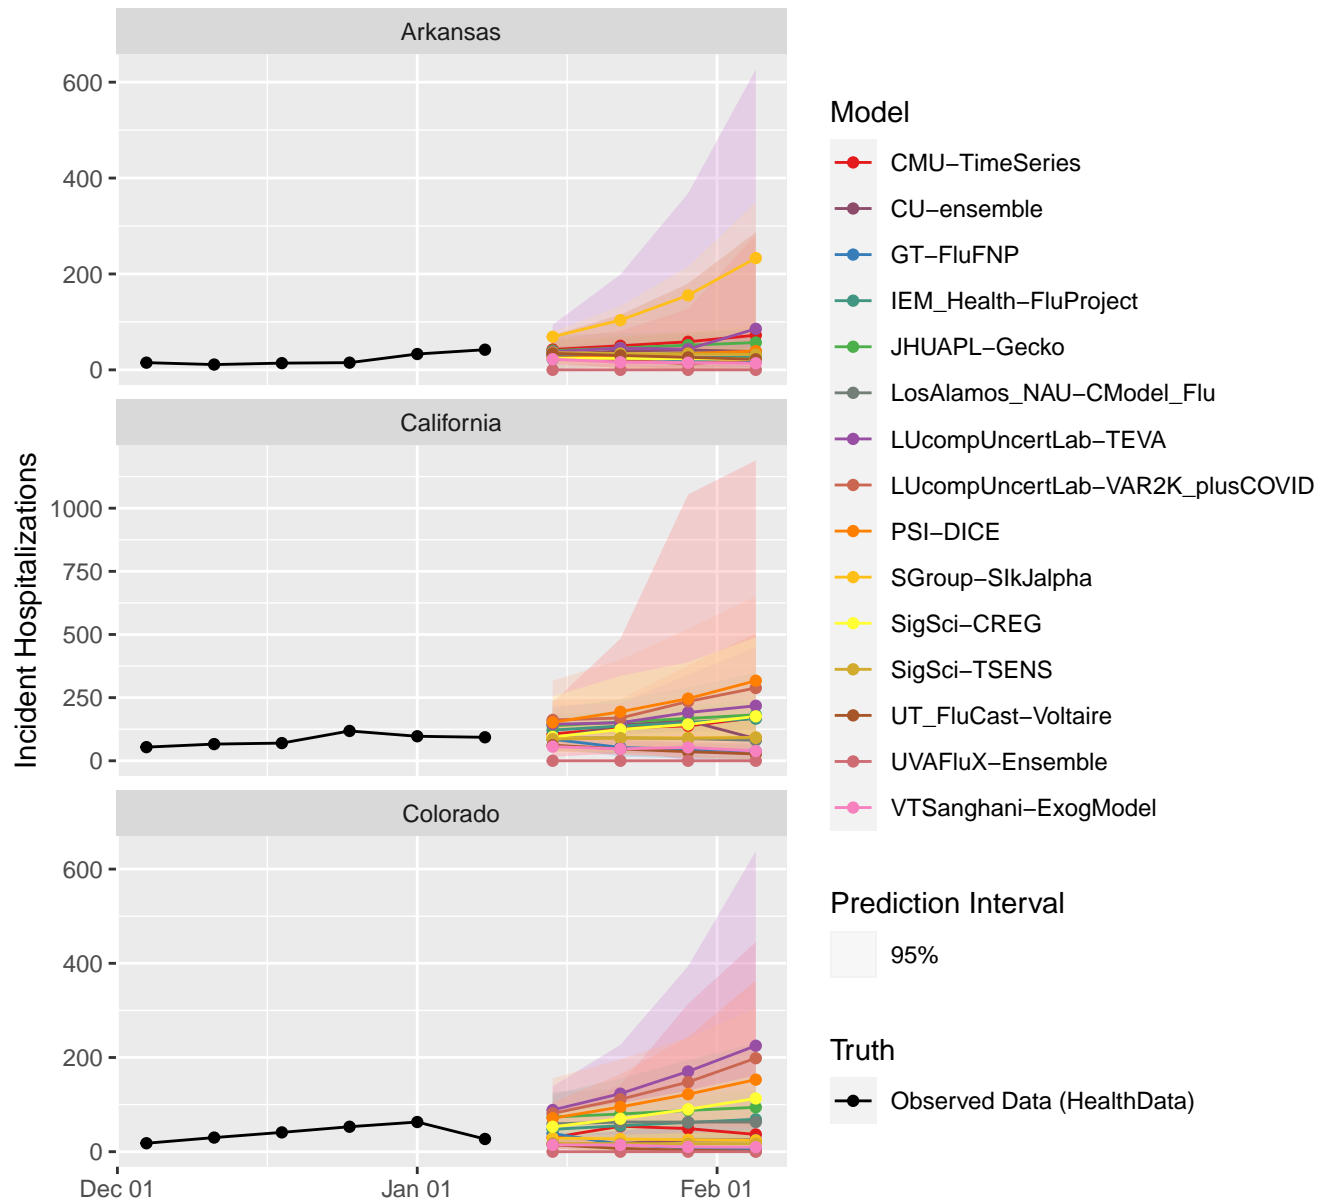 Arkansas
600
400
200
0
California
1000
750
500
250
0
Colorado
600
400
200
0
Dec 01
Jan 01
Feb 01
Incident Hospitalizations
Model
CMU−TimeSeries
CU−ensemble
GT−FluFNP
IEM_Health−FluProject
JHUAPL−Gecko
LosAlamos_NAU−CModel_Flu
LUcompUncertLab−TEVA
LUcompUncertLab−VAR2K_plusCOVID
PSI−DICE
SGroup−SIkJalpha
SigSci−CREG
SigSci−TSENS
UT_FluCast−Voltaire
UVAFluX−Ensemble
VTSanghani−ExogModel
Prediction Interval
95%
Truth
Observed Data (HealthData)